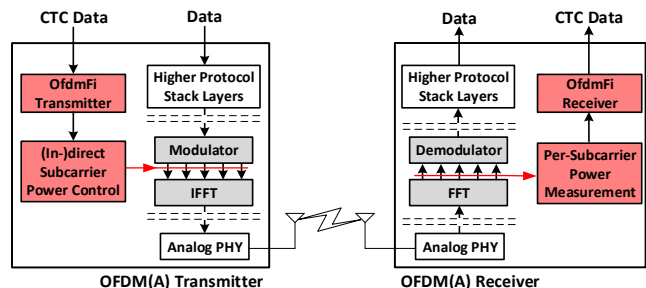 CTC Data
Data
OfdmFi
Transmitter
Higher Protocol
Stack Layers
(In-)direct
Subcarrier
Power Control
Modulator
IFFT
Analog PHY
OFDM(A) Transmitter
Data
CTC Data
Higher Protocol
Stack Layers
OfdmFi
Receiver
Demodulator
FFT
Per-Subcarrier
Power
Measurement
Analog PHY
OFDM(A) Receiver